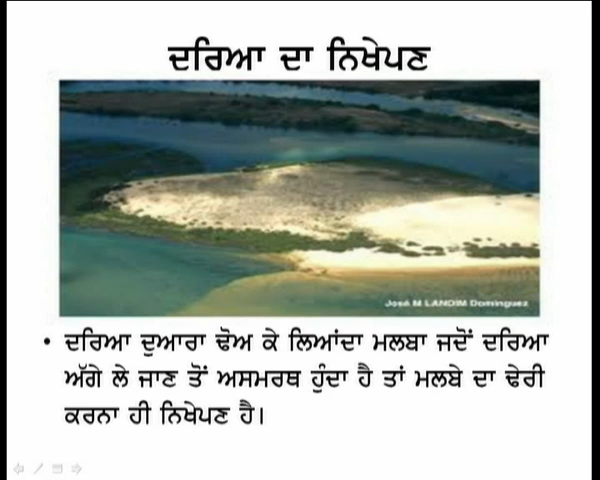 ਦਰਿਆ ਦਾ ਨਿਖੇਪਣ
José M LANDIM Dominguez
• ਦਰਿਆ ਦੁਆਰਾ ਢੋਅ ਕੇ ਲਿਆਂਦਾ ਮਲਬਾ ਜਦੋਂ ਦਰਿਆ
ਅੱਗੇ ਲੇ ਜਾਣ ਤੋਂ ਅਸਮਰਥ ਹੁੰਦਾ ਹੈ ਤਾਂ ਮਲਬੇ ਦਾ ਢੇਰੀ
ਕਰਨਾ ਹੀ ਨਿਖੇਪਣ ਹੈ।